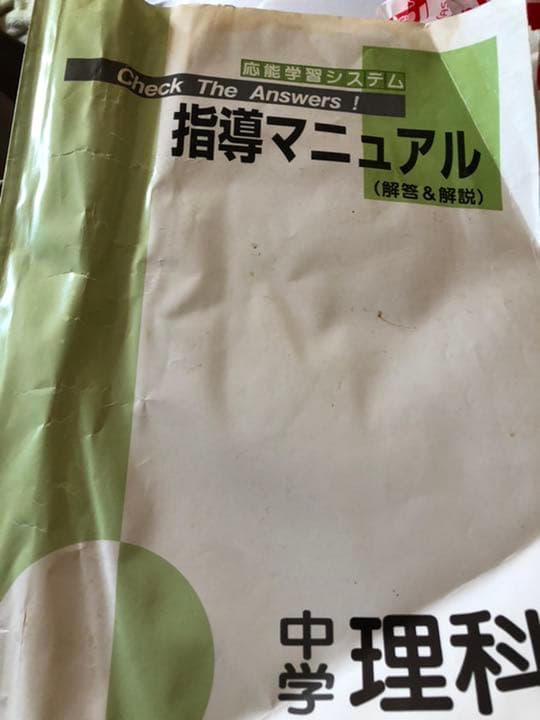 応能学習システム
Check The Answers !
指導マニュアル
(解答&解説)
中学 理科